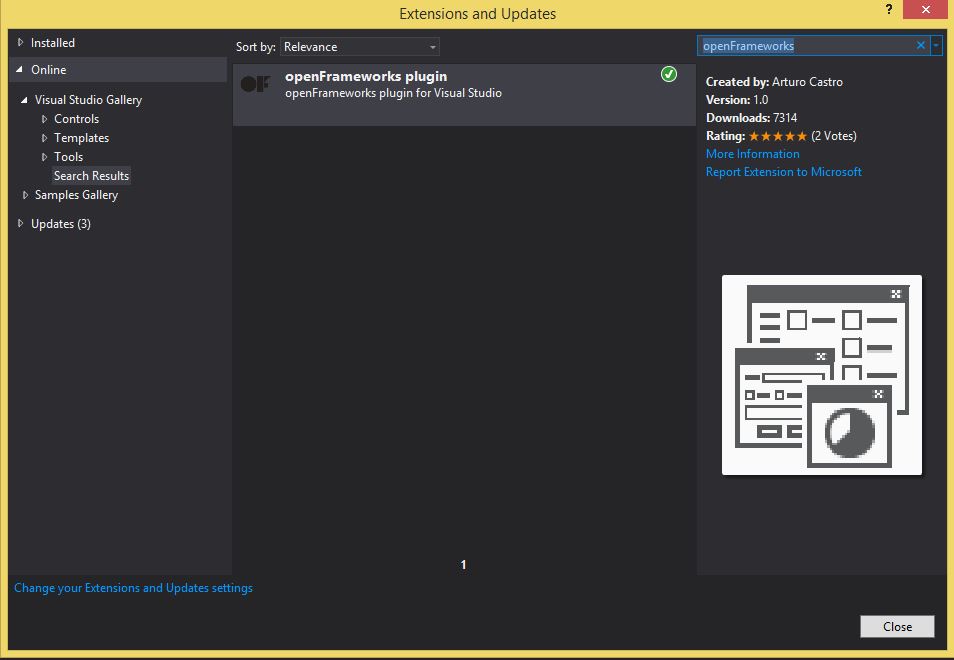 Extensions and Updates
?
Installed
Online
Visual Studio Gallery
Controls
Templates
Tools
Search Results
Samples Gallery
Updates (3)
Sort by: Relevance
OF
openFrameworks plugin
openFrameworks plugin for Visual Studio
1
openFrameworks
Created by: Arturo Castro
Version: 1.0
Downloads: 7314
Rating: ★★★★★ (2 Votes)
More Information
Report Extension to Microsoft
Change your Extensions and Updates settings
Close